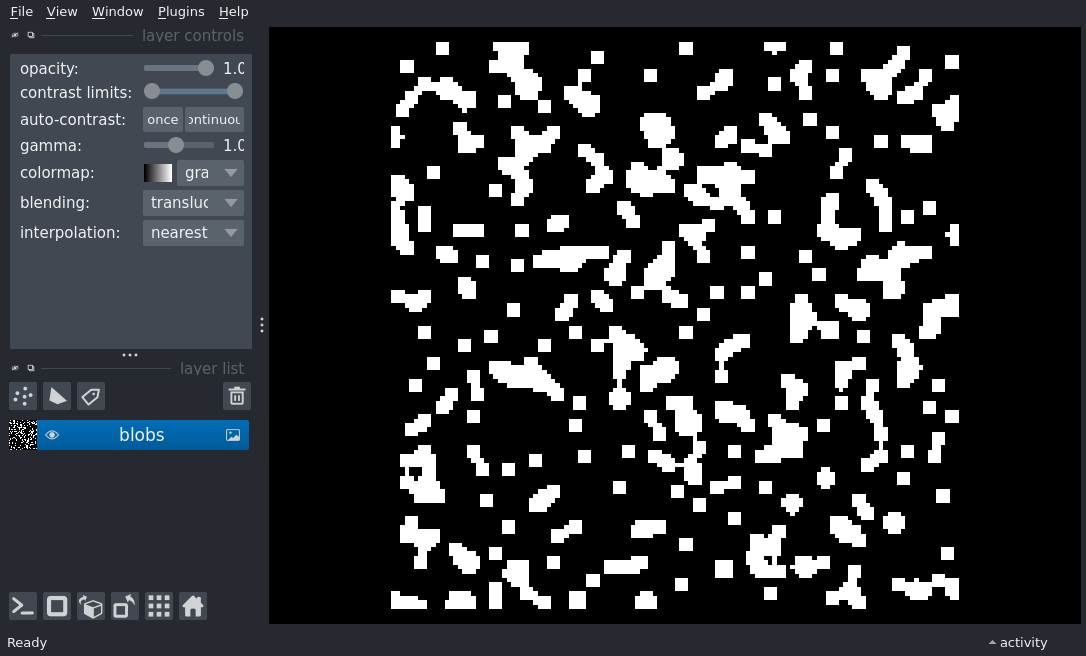 File View Window Plugins Help
layer controls
opacity: 1.0
contrast limits:
auto-contrast: once ontinuou
gamma: 1.0
colormap: gra
blending: transluc
interpolation: nearest
layer list
blobs
Ready
activity